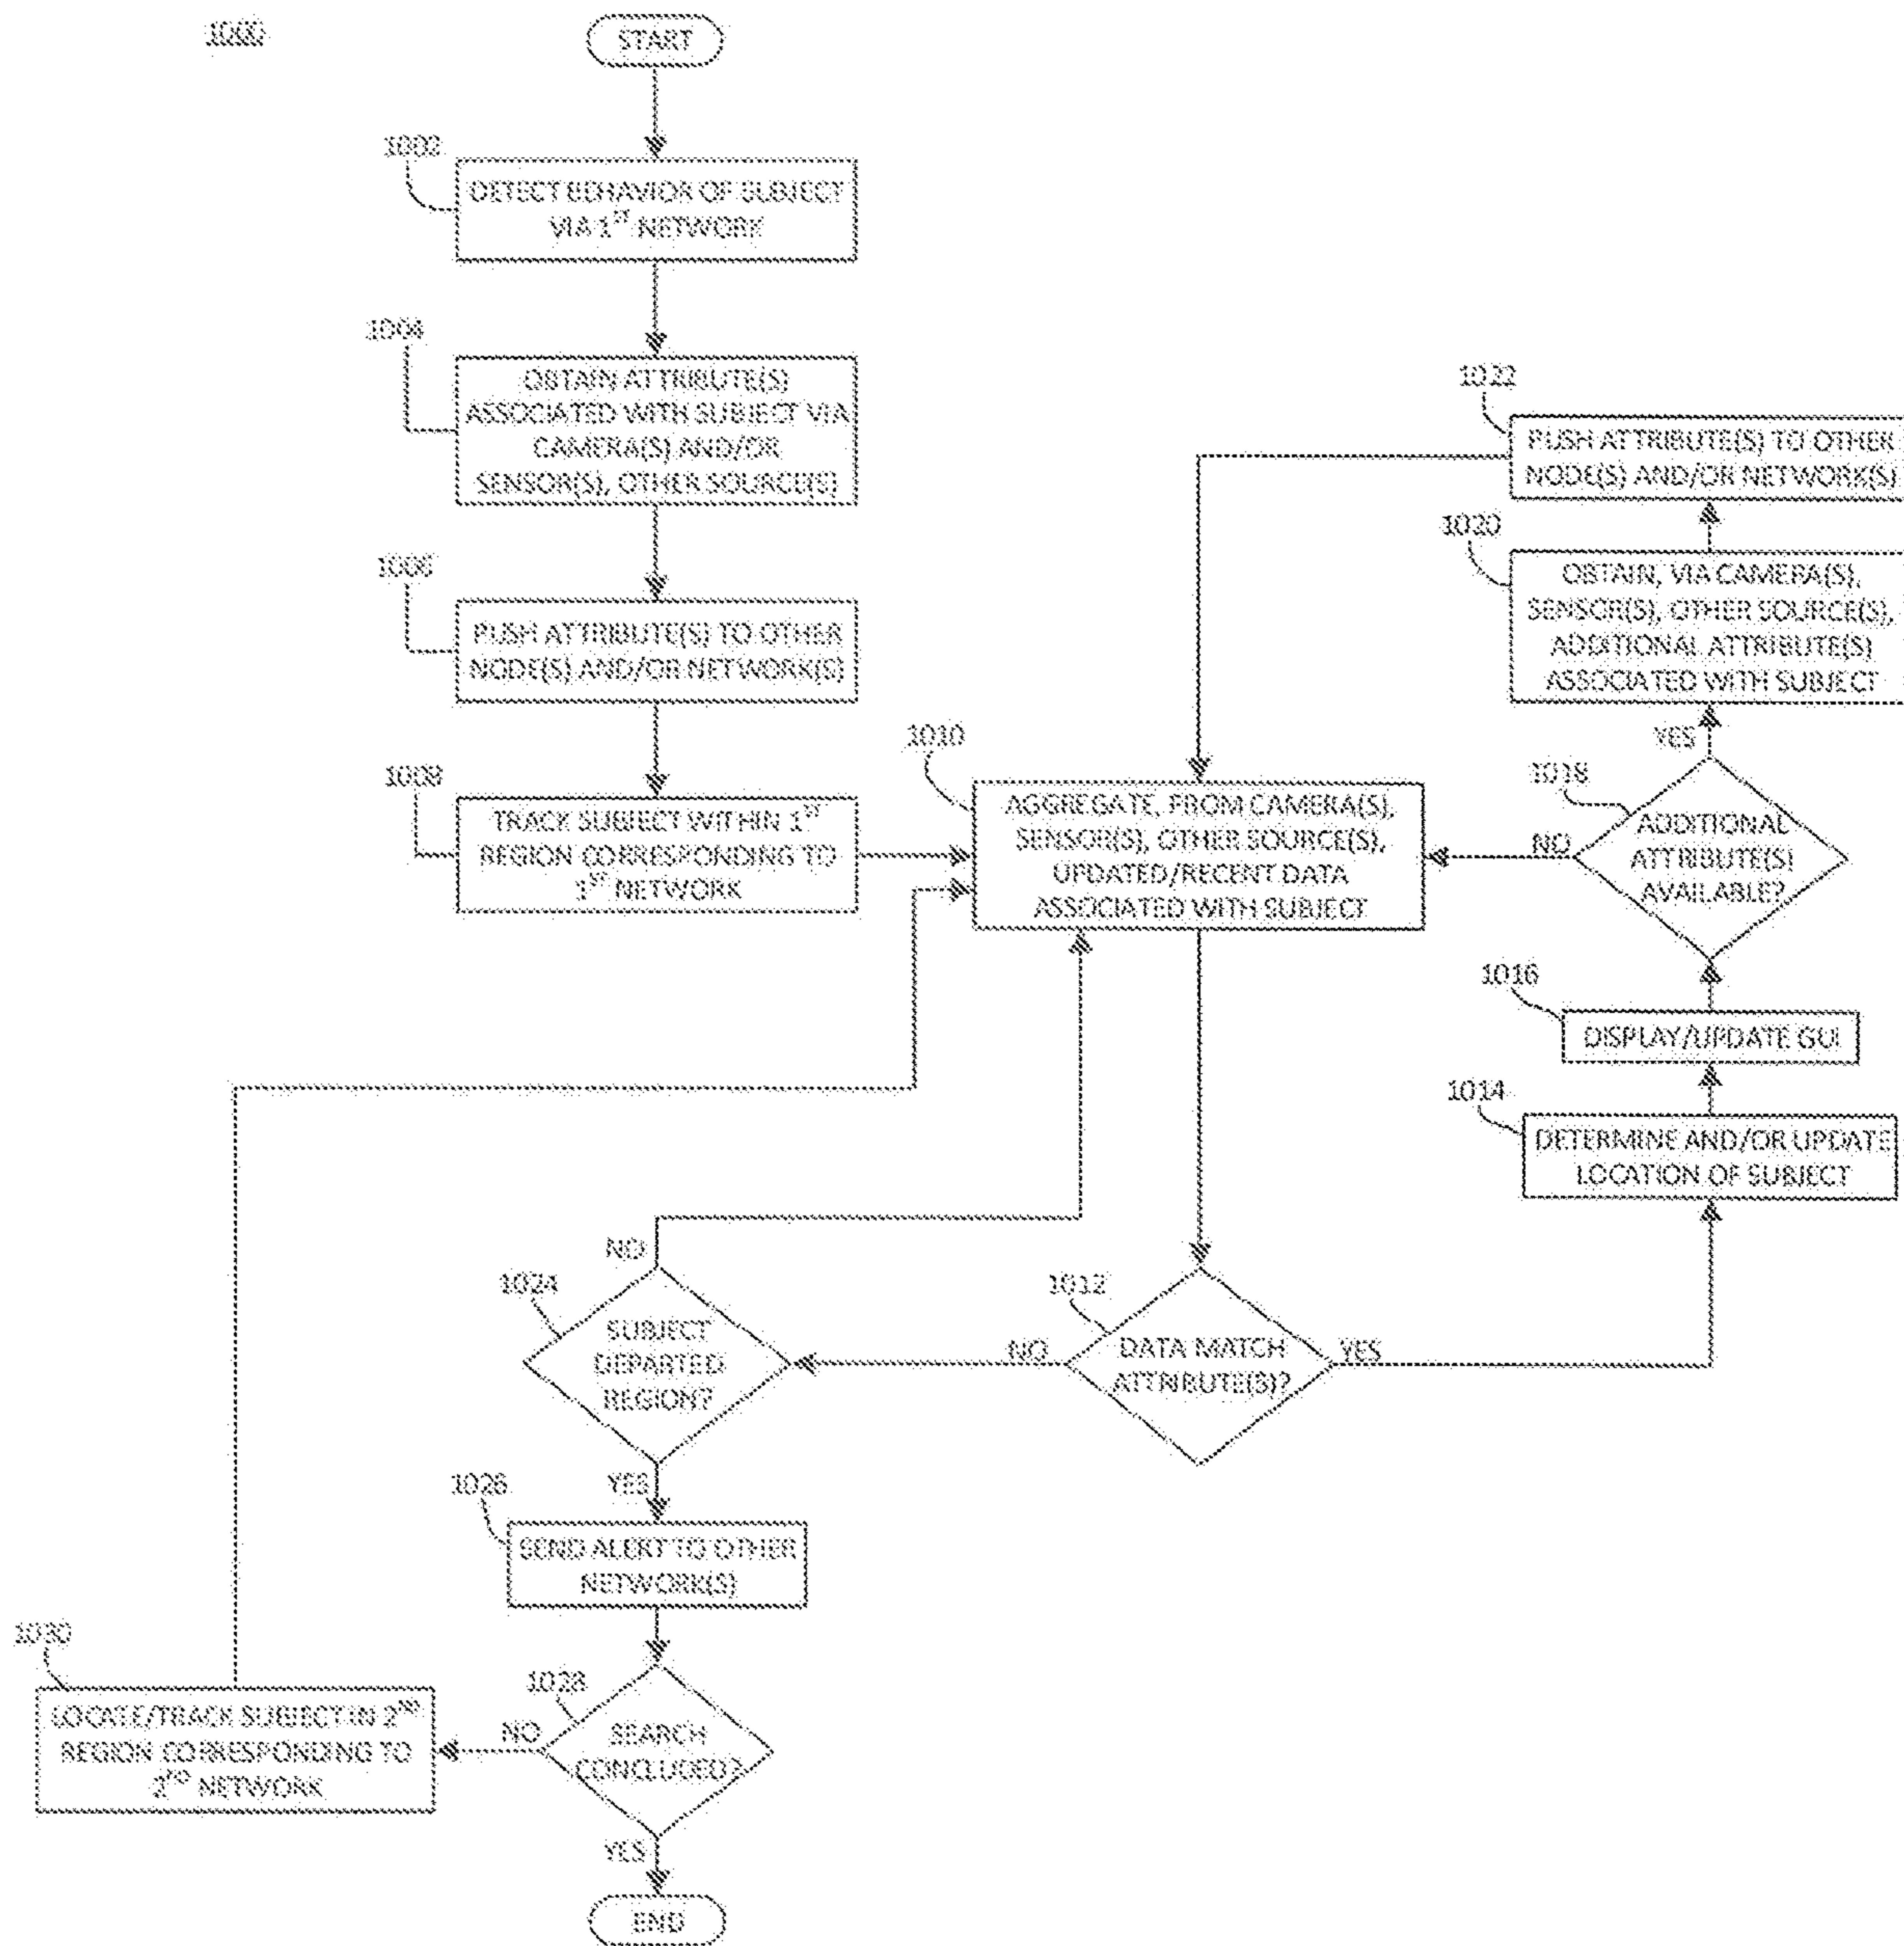 1000
START
1002
DETECT BEHAVIOR OF SUBJECT
VIA 1ST NETWORK
1004
OBTAIN ATTRIBUTE(S)
ASSOCIATED WITH SUBJECT VIA
CAMERA(S) AND/OR
SENSOR(S), OTHER SOURCE(S)
1006
PUSH ATTRIBUTE(S) TO OTHER
NODE(S) AND/OR NETWORK(S)
1008
TRACK SUBJECT WITHIN 1ST
REGION CORRESPONDING TO
1ST NETWORK
1010
AGGREGATE, FROM CAMERA(S),
SENSOR(S), OTHER SOURCE(S),
UPDATED/RECENT DATA
ASSOCIATED WITH SUBJECT
1022
PUSH ATTRIBUTE(S) TO OTHER
NODE(S) AND/OR NETWORK(S)
1020
OBTAIN, VIA CAMERA(S),
SENSOR(S), OTHER SOURCE(S),
ADDITIONAL ATTRIBUTE(S)
ASSOCIATED WITH SUBJECT
YES
1018
ADDITIONAL
ATTRIBUTE(S)
AVAILABLE?
NO
1016
DISPLAY/UPDATE GUI
1014
DETERMINE AND/OR UPDATE
LOCATION OF SUBJECT
1012
DATA MATCH
ATTRIBUTE(S)?
YES
NO
NO
1024
SUBJECT
DEPARTED
REGION?
YES
1026
SEND ALERT TO OTHER
NETWORK(S)
1028
SEARCH
CONCLUDED?
NO
1030
LOCATE/TRACK SUBJECT IN 2ND
REGION CORRESPONDING TO
2ND NETWORK
YES
END